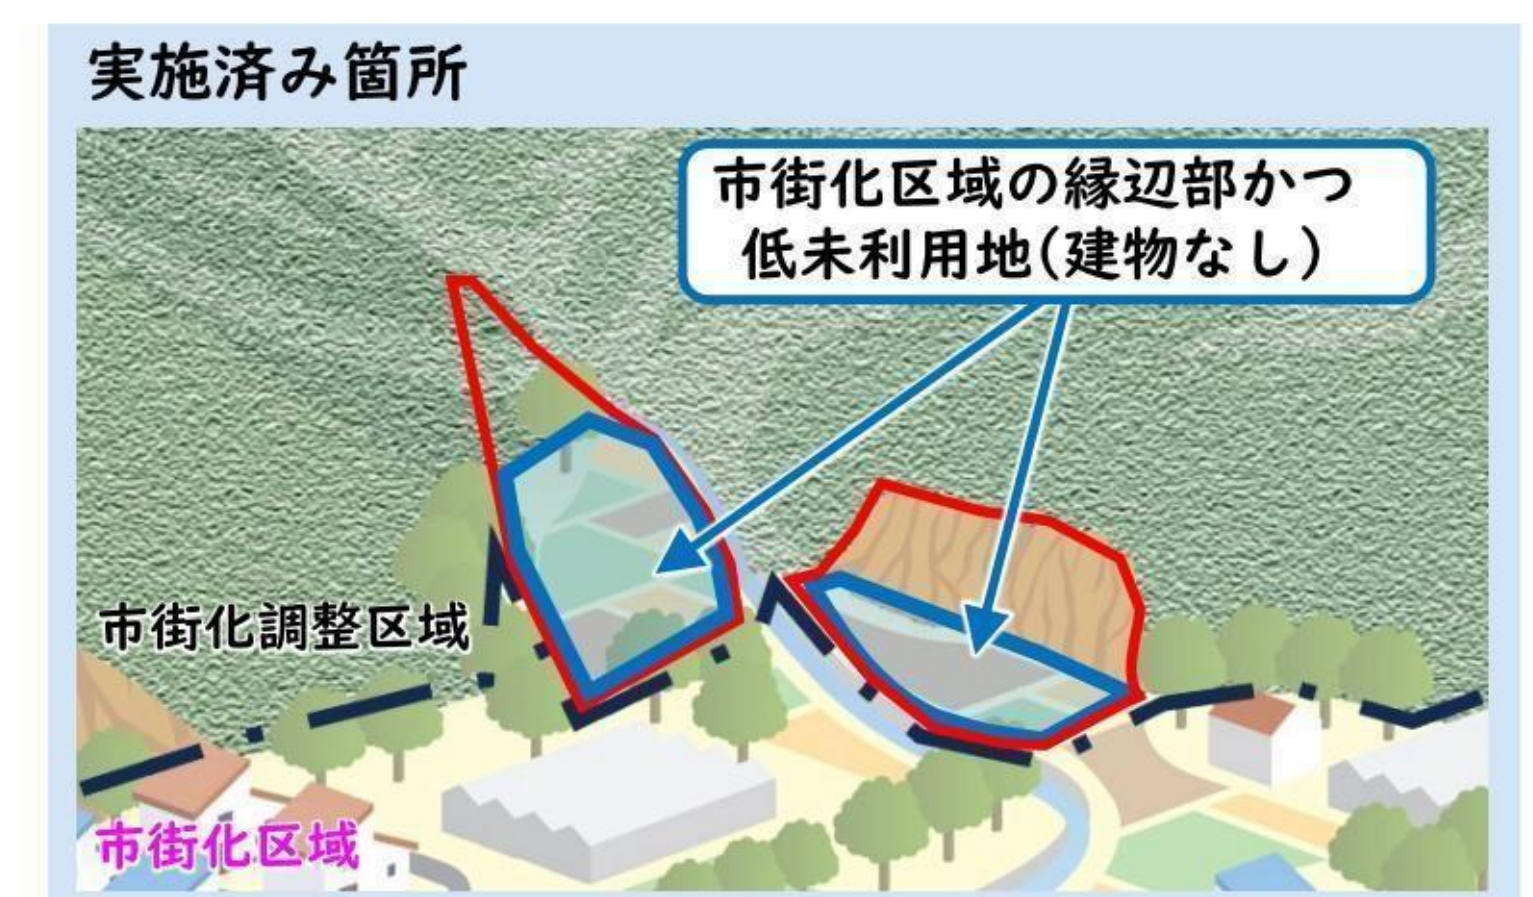 実施済み箇所
市街化区域の縁辺部かつ
低未利用地(建物なし)
市街化調整区域
市街化区域